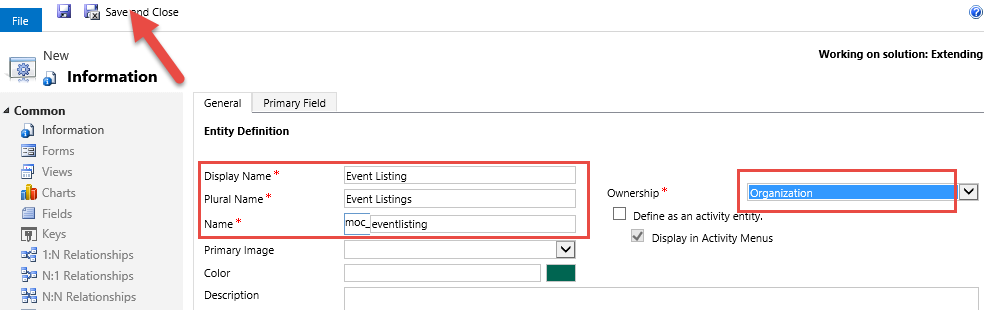 File
Save and Close
New
Information
Working on solution: Extending
Common
Information
Forms
Views
Charts
Fields
Keys
1:N Relationships
N:1 Relationships
N:N Relationships
General
Primary Field
Entity Definition
Display Name *
Event Listing
Plural Name *
Event Listings
Name *
moc_
eventlisting
Primary Image
Color
Description
Ownership *
Organization
Define as an activity entity.
Display in Activity Menus